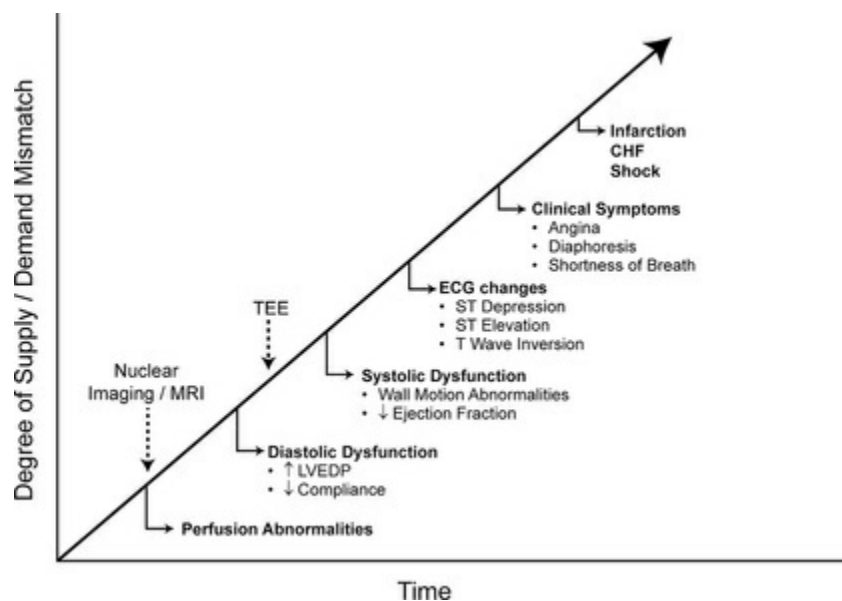 Degree of Supply / Demand Mismatch
Infarction
CHF
Shock
Clinical Symptoms
• Angina
• Diaphoresis
• Shortness of Breath
ECG changes
• ST Depression
• ST Elevation
• T Wave Inversion
TEE
Systolic Dysfunction
• Wall Motion Abnormalities
• ↓ Ejection Fraction
Nuclear
Imaging / MRI
Diastolic Dysfunction
• ↑ LVEDP
• ↓ Compliance
Perfusion Abnormalities
Time